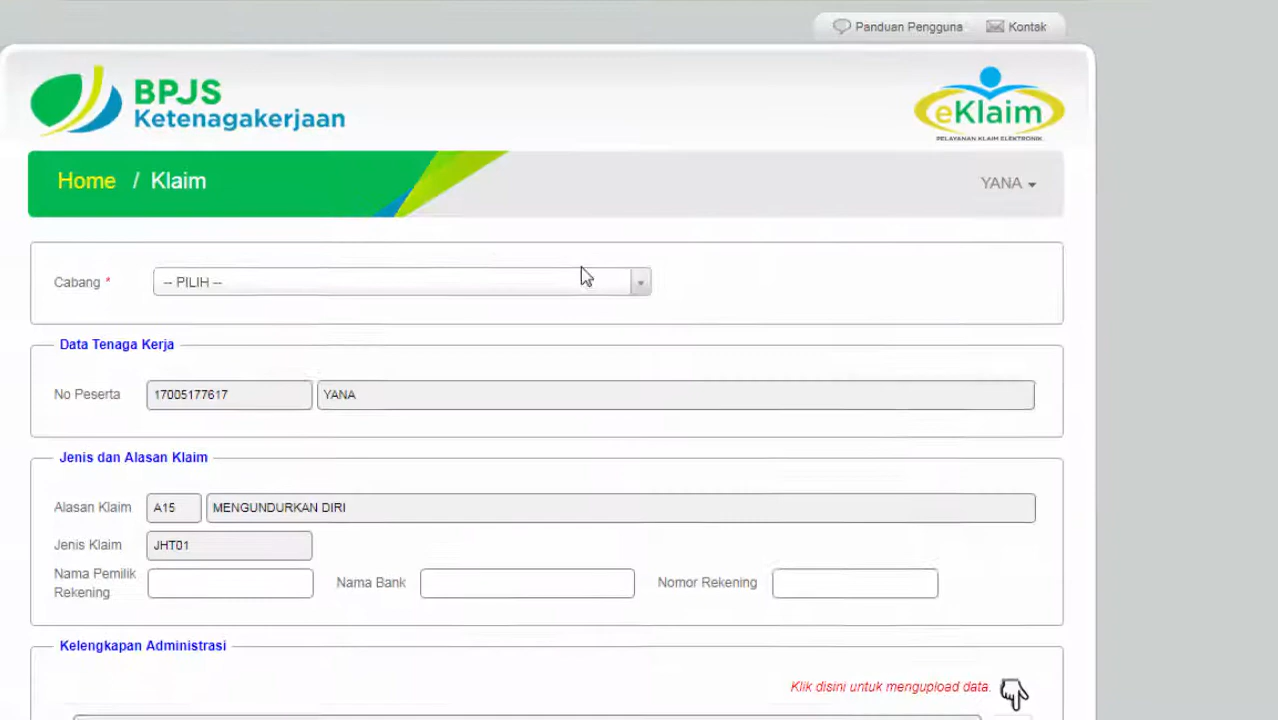 Panduan Pengguna Kontak
BPJS
Ketenagakerjaan
eKlaim
PELAYANAN KLAIM ELEKTRONIK
Home / Klaim
YANA
Cabang * -- PILIH --
Data Tenaga Kerja
No Peserta 17005177617 YANA
Jenis dan Alasan Klaim
Alasan Klaim A15 MENGUNDURKAN DIRI
Jenis Klaim JHT01
Nama Pemilik
Rekening
Nama Bank
Nomor Rekening
Kelengkapan Administrasi
Klik disini untuk mengupload data.